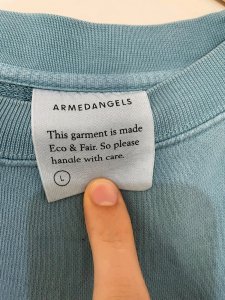 ARMEDANGELS
This garment is made
Eco & Fair. So please
handle with care.
L